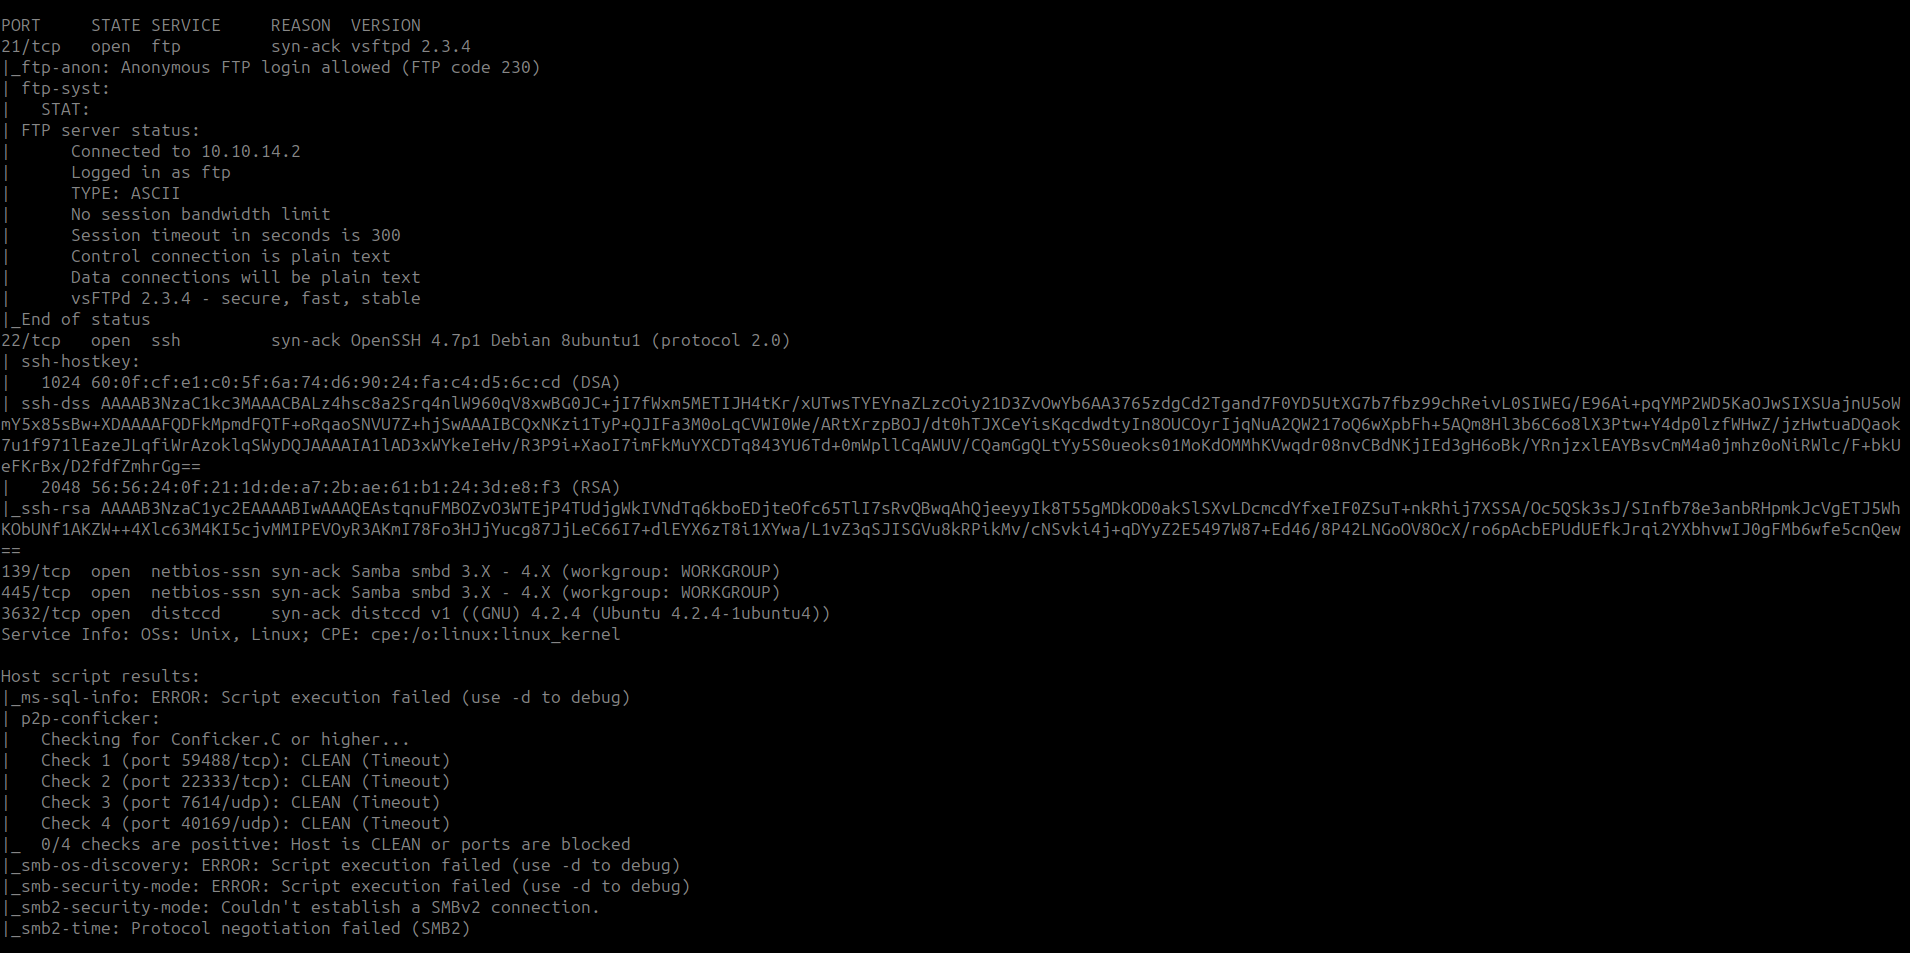 PORT     STATE SERVICE     REASON  VERSION
21/tcp   open  ftp         syn-ack vsftpd 2.3.4
|_ftp-anon: Anonymous FTP login allowed (FTP code 230)
| ftp-syst:
|   STAT:
| FTP server status:
|      Connected to 10.10.14.2
|      Logged in as ftp
|      TYPE: ASCII
|      No session bandwidth limit
|      Session timeout in seconds is 300
|      Control connection is plain text
|      Data connections will be plain text
|      vsFTPd 2.3.4 - secure, fast, stable
|_End of status
22/tcp   open  ssh         syn-ack OpenSSH 4.7p1 Debian 8ubuntu1 (protocol 2.0)
| ssh-hostkey:
|   1024 60:0f:cf:e1:c0:5f:6a:74:d6:90:24:fa:c4:d5:6c:cd (DSA)
| ssh-dss AAAAB3NzaC1kc3MAAACBALz4hsc8a2Srq4nlW960qV8xwBG0JC+jI7fWxm5METIJH4tKr/xUTwsTYEYnaZLzcOiy21D3ZvOwYb6AA3765zdgCd2Tgand7F0YD5UtXG7b7fbz99chReivL0SIWEG/E96Ai+pqYMP2WD5KaOJwSIXSUajnU5oW
mY5x85sBw+XDAAAAFQDFkMpmdFQTF+oRqaoSNVU7Z+hjSwAAAIBCQxNKzi1TyP+QJIFa3M0oLqCVWI0We/ARtXrzpBOJ/dt0hTJXCeYisKqcdwdtyIn8OUCOyrIjqNuA2QW217oQ6wXpbFh+5AQm8Hl3b6C6o8lX3Ptw+Y4dp0lzfWHwZ/jzHwtuaDQaok
7u1f971lEazeJLqfiWrAzoklqSWyDQJAAAAIA1lAD3xWYkeIeHv/R3P9i+XaoI7imFkMuYXCDTq843YU6Td+0mWpllCqAWUV/CQamGgQLtYy5S0ueoks01MoKdOMMhKVwqdr08nvCBdNKjIEd3gH6oBk/YRnjzxlEAYBsvCmM4a0jmhz0oNiRWlc/F+bkU
eFKrBx/D2fdfZmhrGg==
|   2048 56:56:24:0f:21:1d:de:a7:2b:ae:61:b1:24:3d:e8:f3 (RSA)
|_ssh-rsa AAAAB3NzaC1yc2EAAAABIwAAAQEAstqnuFMBOZvO3WTEjP4TUdjgWkIVNdTq6kboEDjteOfc65TlI7sRvQBwqAhQjeeyyIk8T55gMDkOD0akSlSXvLDcmcdYfxeIF0ZSuT+nkRhij7XSSA/Oc5QSk3sJ/SInfb78e3anbRHpmkJcVgETJ5Wh
KObUNf1AKZW++4Xlc63M4KI5cjvMMIPEVOyR3AKmI78Fo3HJjYucg87JjLeC66I7+dlEYX6zT8i1XYwa/L1vZ3qSJISGVu8kRPikMv/cNSvki4j+qDYyZ2E5497W87+Ed46/8P42LNGoOV8OcX/ro6pAcbEPUdUEfkJrqi2YXbhvwIJ0gFMb6wfe5cnQew
==
139/tcp  open  netbios-ssn syn-ack Samba smbd 3.X - 4.X (workgroup: WORKGROUP)
445/tcp  open  netbios-ssn syn-ack Samba smbd 3.X - 4.X (workgroup: WORKGROUP)
3632/tcp open  distccd     syn-ack distccd v1 ((GNU) 4.2.4 (Ubuntu 4.2.4-1ubuntu4))
Service Info: OSs: Unix, Linux; CPE: cpe:/o:linux:linux_kernel
Host script results:
|_ms-sql-info: ERROR: Script execution failed (use -d to debug)
| p2p-conficker:
|   Checking for Conficker.C or higher...
|   Check 1 (port 59488/tcp): CLEAN (Timeout)
|   Check 2 (port 22333/tcp): CLEAN (Timeout)
|   Check 3 (port 7614/udp): CLEAN (Timeout)
|   Check 4 (port 40169/udp): CLEAN (Timeout)
|_  0/4 checks are positive: Host is CLEAN or ports are blocked
|_smb-os-discovery: ERROR: Script execution failed (use -d to debug)
|_smb-security-mode: ERROR: Script execution failed (use -d to debug)
|_smb2-security-mode: Couldn't establish a SMBv2 connection.
|_smb2-time: Protocol negotiation failed (SMB2)